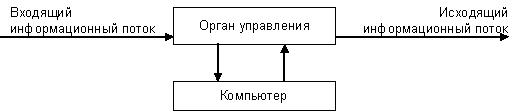 Входящий
информационный поток
Орган управления
Исходящий
информационный поток
Компьютер